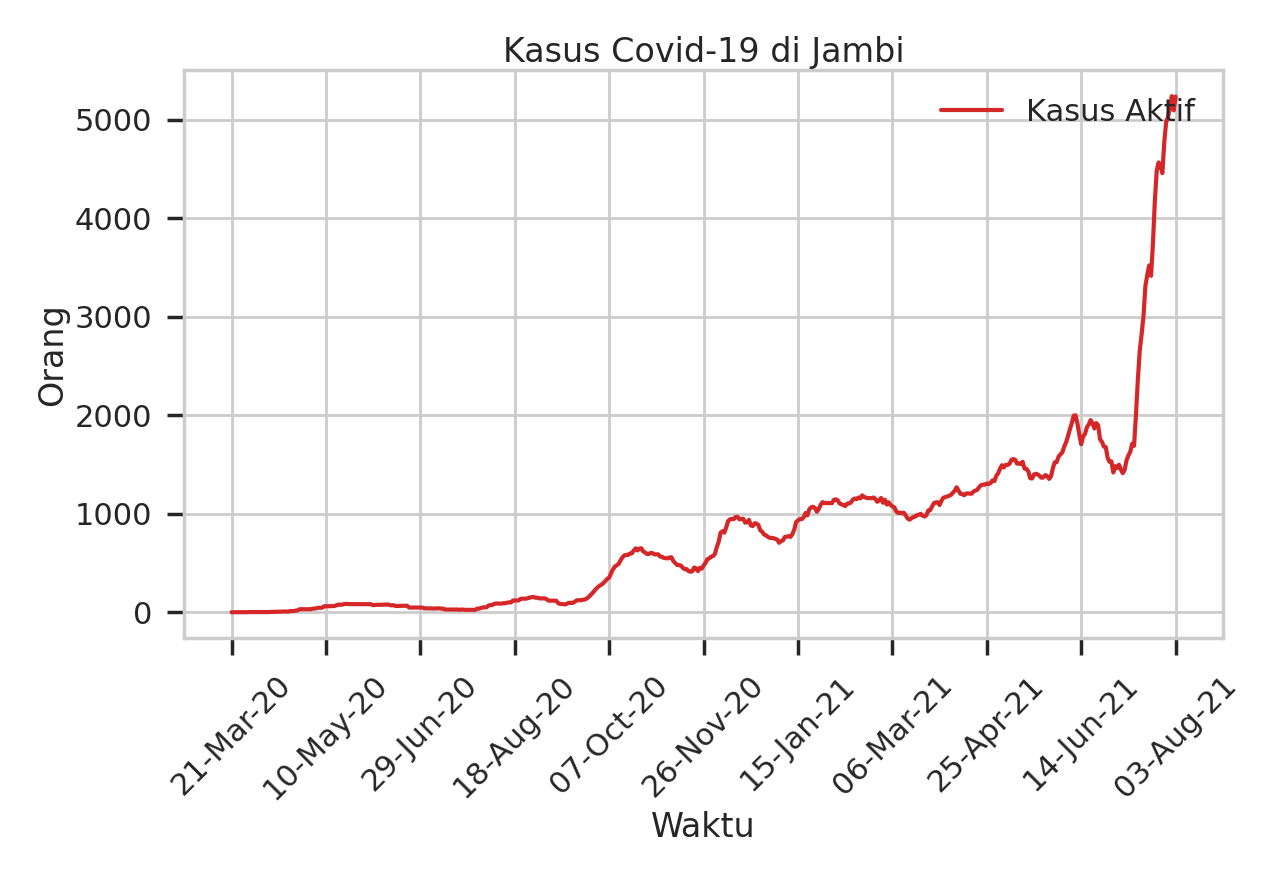 Kasus Covid-19 di Jambi
Kasus Aktif
Orang
5000
4000
3000
2000
1000
0
21-Mar-20
10-May-20
29-Jun-20
18-Aug-20
07-Oct-20
26-Nov-20
15-Jan-21
06-Mar-21
25-Apr-21
14-Jun-21
03-Aug-21
Waktu